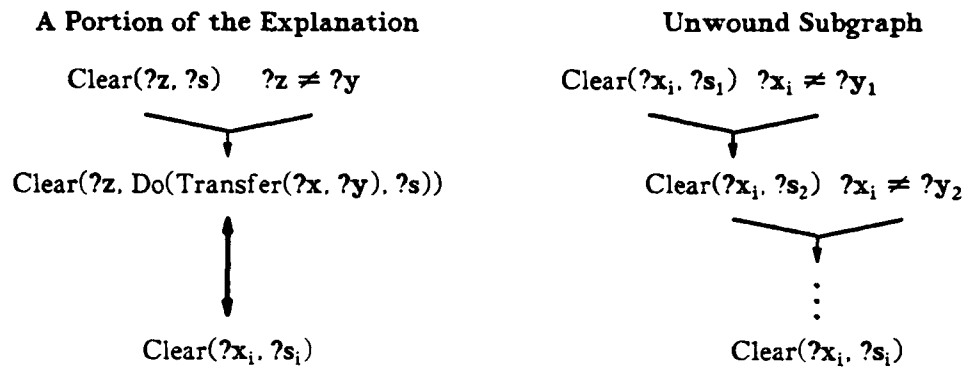 A Portion of the Explanation
Clear(?z, ?s) ?z ≠ ?y
Clear(?z, Do(Transfer(?x, ?y), ?s))
Clear(?xᵢ, ?sᵢ)
Unwound Subgraph
Clear(?xᵢ, ?s₁) ?xᵢ ≠ ?y₁
Clear(?xᵢ, ?s₂) ?xᵢ ≠ ?y₂
Clear(?xᵢ, ?sᵢ)